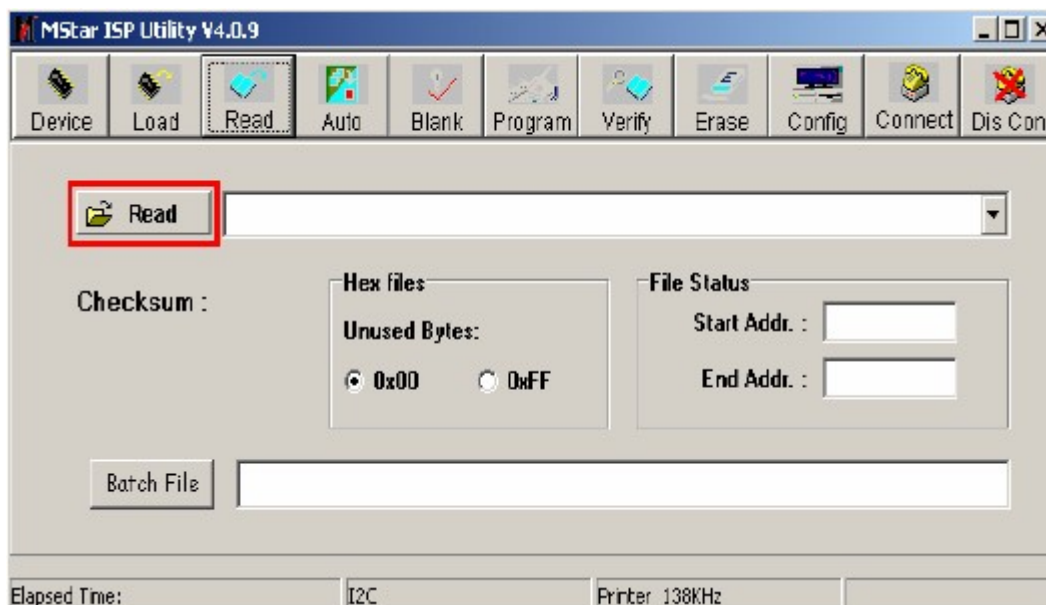 MStar ISP Utility V4.0.9
Device Load Read Auto Blank Program Verify Erase Config Connect Dis Con
Read
Checksum :
Hex files
Unused Bytes:
0x00 0xFF
File Status
Start Addr. :
End Addr. :
Batch File
Elapsed Time: I2C Printer 138KHz